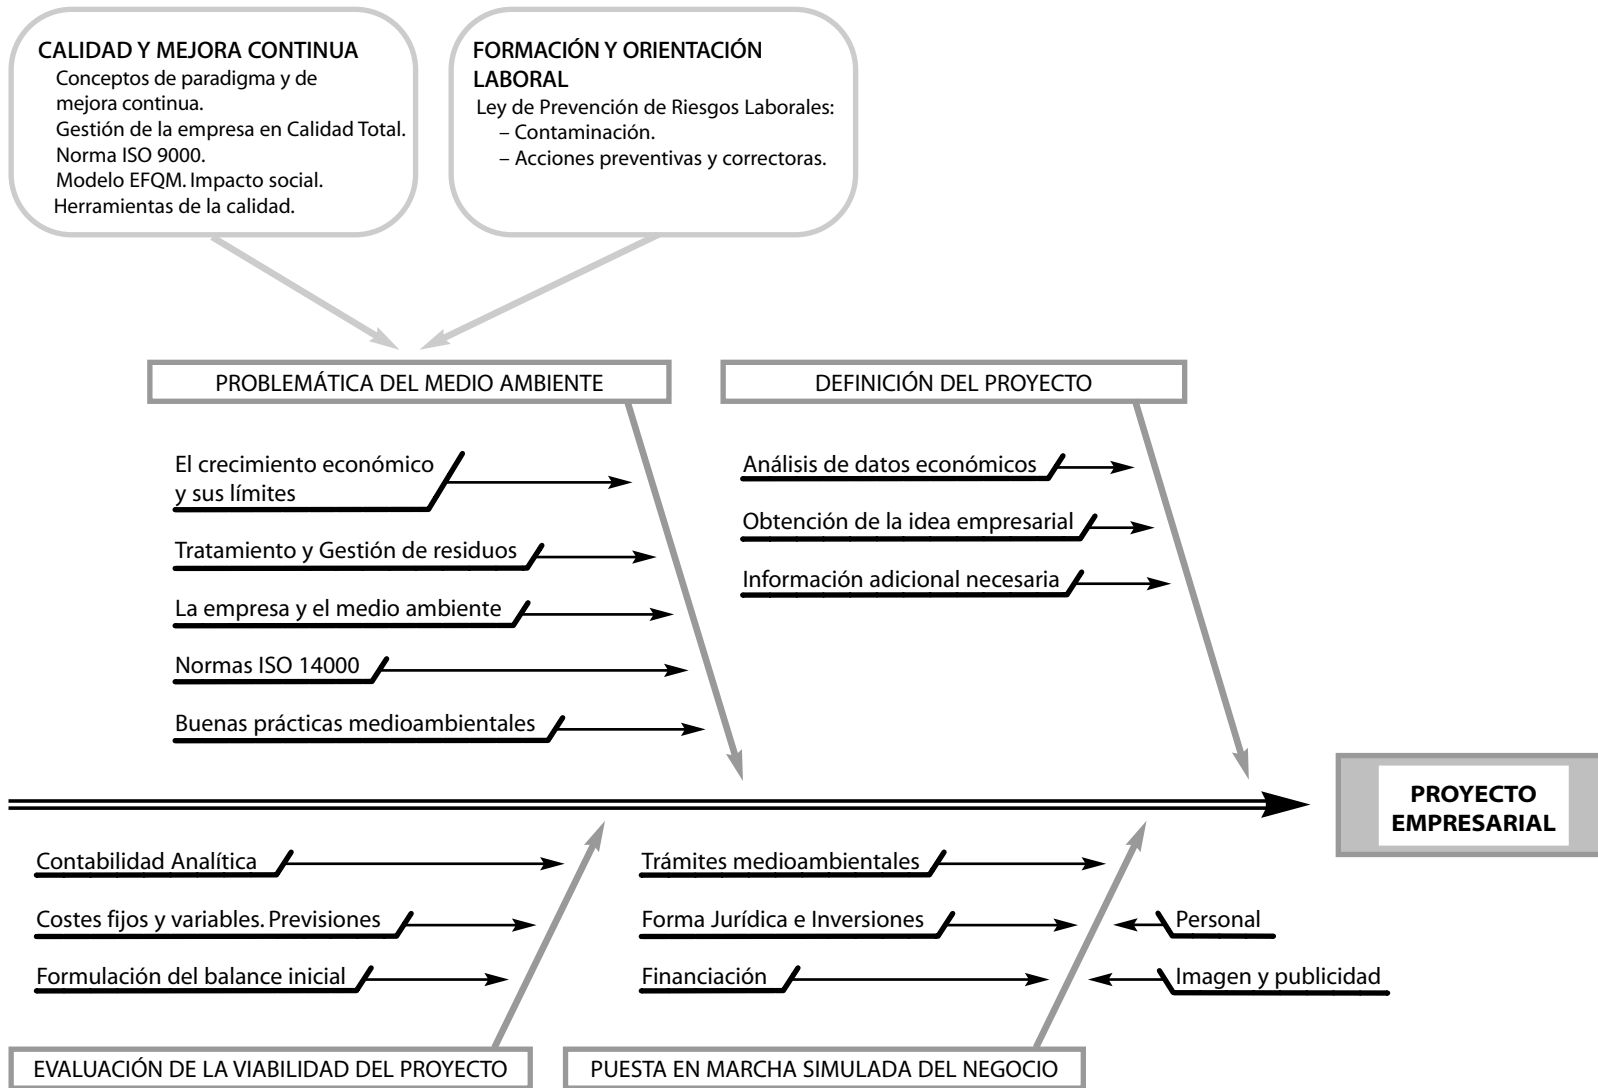 CALIDAD Y MEJORA CONTINUA
Conceptos de paradigma y de
mejora continua.
Gestión de la empresa en Calidad Total.
Norma ISO 9000.
Modelo EFQM. Impacto social.
Herramientas de la calidad.
FORMACIÓN Y ORIENTACIÓN
LABORAL
Ley de Prevención de Riesgos Laborales:
– Contaminación.
– Acciones preventivas y correctoras.
PROBLEMÁTICA DEL MEDIO AMBIENTE
El crecimiento económico
y sus límites
Tratamiento y Gestión de residuos
La empresa y el medio ambiente
Normas ISO 14000
Buenas prácticas medioambientales
DEFINICIÓN DEL PROYECTO
Análisis de datos económicos
Obtención de la idea empresarial
Información adicional necesaria
PROYECTO
EMPRESARIAL
Contabilidad Analítica
Costes fijos y variables. Previsiones
Formulación del balance inicial
EVALUACIÓN DE LA VIABILIDAD DEL PROYECTO
Trámites medioambientales
Forma Jurídica e Inversiones
Financiación
Personal
Imagen y publicidad
PUESTA EN MARCHA SIMULADA DEL NEGOCIO